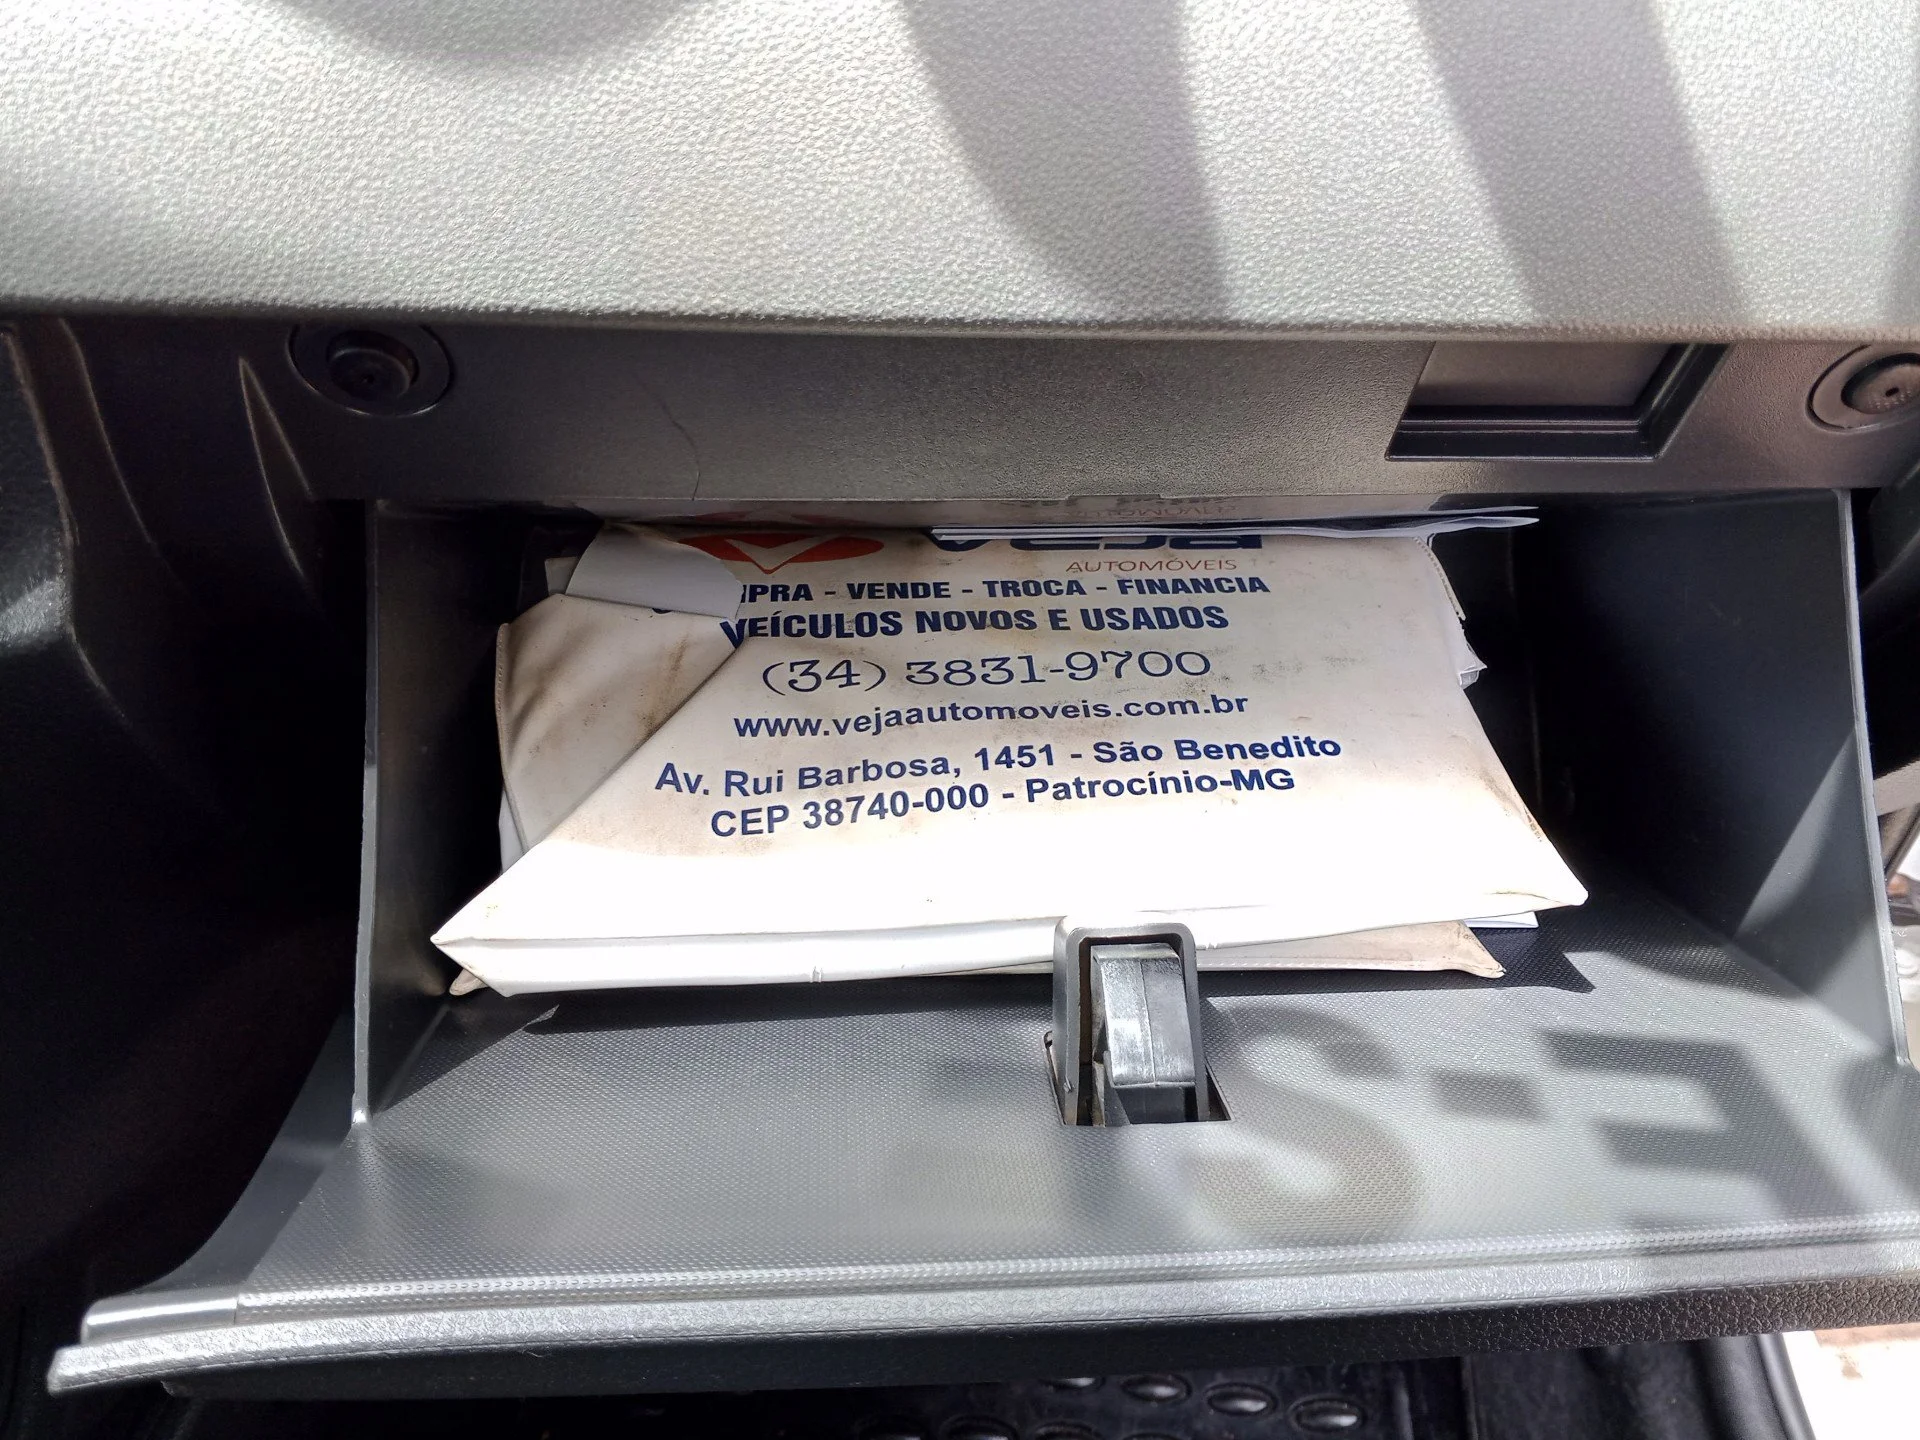 veja
AUTOMÓVEIS
VENDE - TROCA - FINANCIA
VEÍCULOS NOVOS E USADOS
(34) 3831-9700
www.vejaautomoveis.com.br
Av. Rui Barbosa, 1451 - São Benedito
CEP 38740-000 - Patrocínio-MG